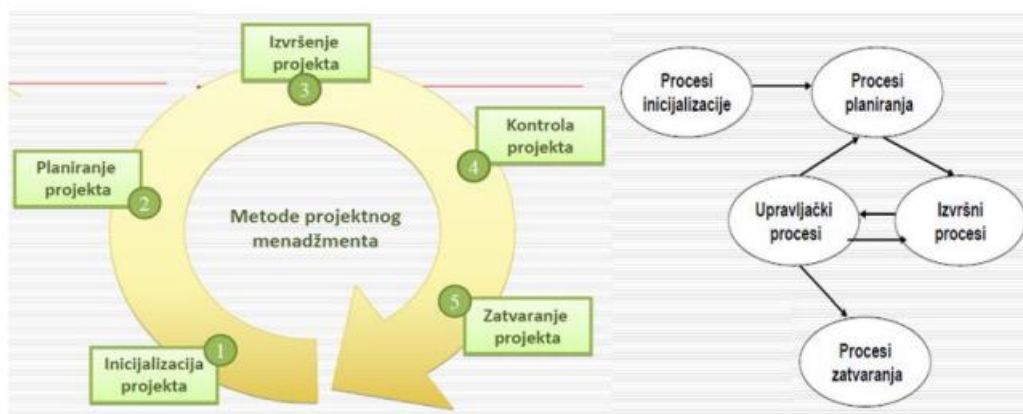 Izvršenje
projekta
3
Kontrola
projekta
4
Planiranje
projekta
2
Metode projektnog
menadžmenta
5
Zatvaranje
projekta
1
Inicijalizacija
projekta
Procesi
inicijalizacije
Procesi
planiranja
Upravljački
procesi
Izvršni
procesi
Procesi
zatvaranja